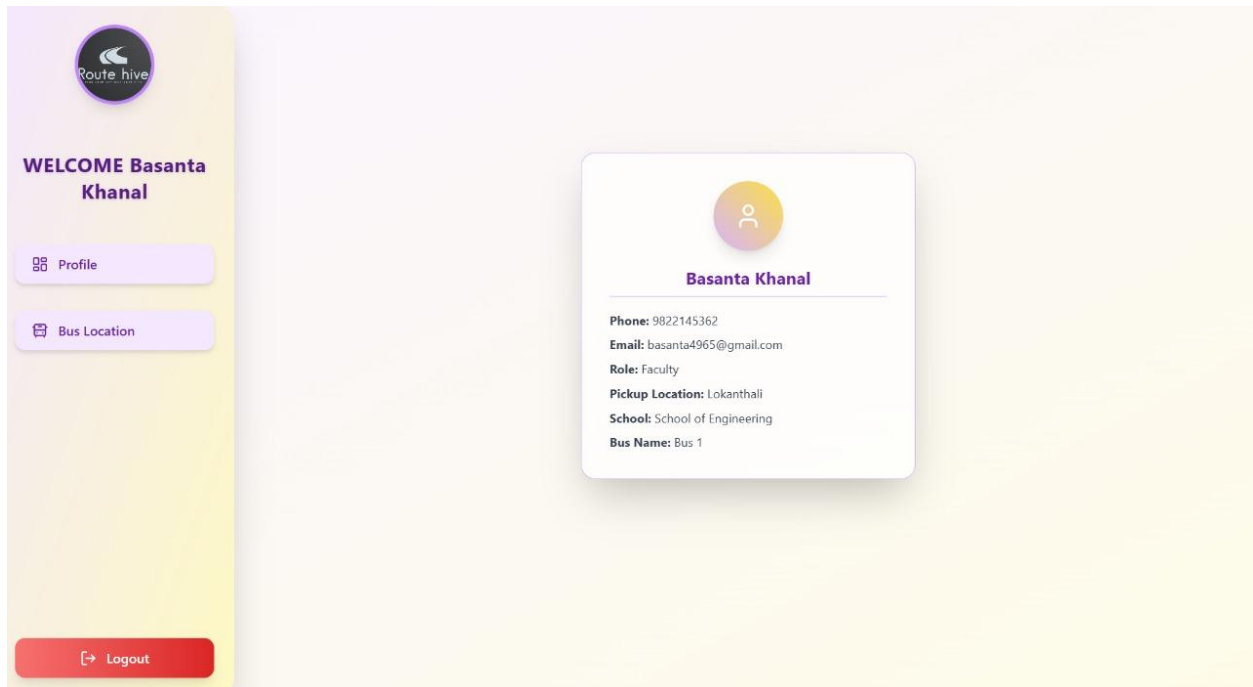 Route hive
WELCOME Basanta
Khanal
Profile
Bus Location
Logout
Basanta Khanal
Phone: 9822145362
Email: basanta4965@gmail.com
Role: Faculty
Pickup Location: Lokanthali
School: School of Engineering
Bus Name: Bus 1